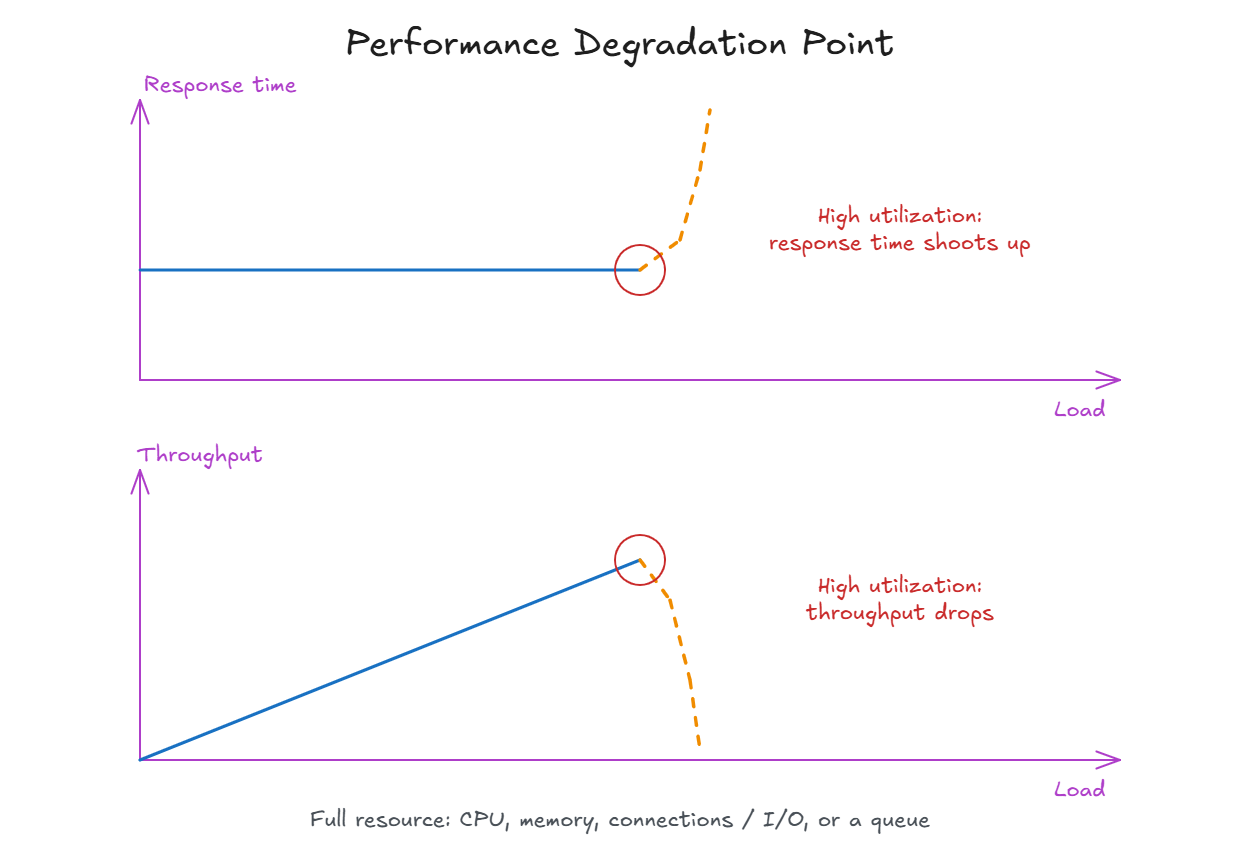 Performance Degradation Point
Response time
High utilization:
response time shoots up
Load
Throughput
High utilization:
throughput drops
Load
Full resource: CPU, memory, connections / I/O, or a queue